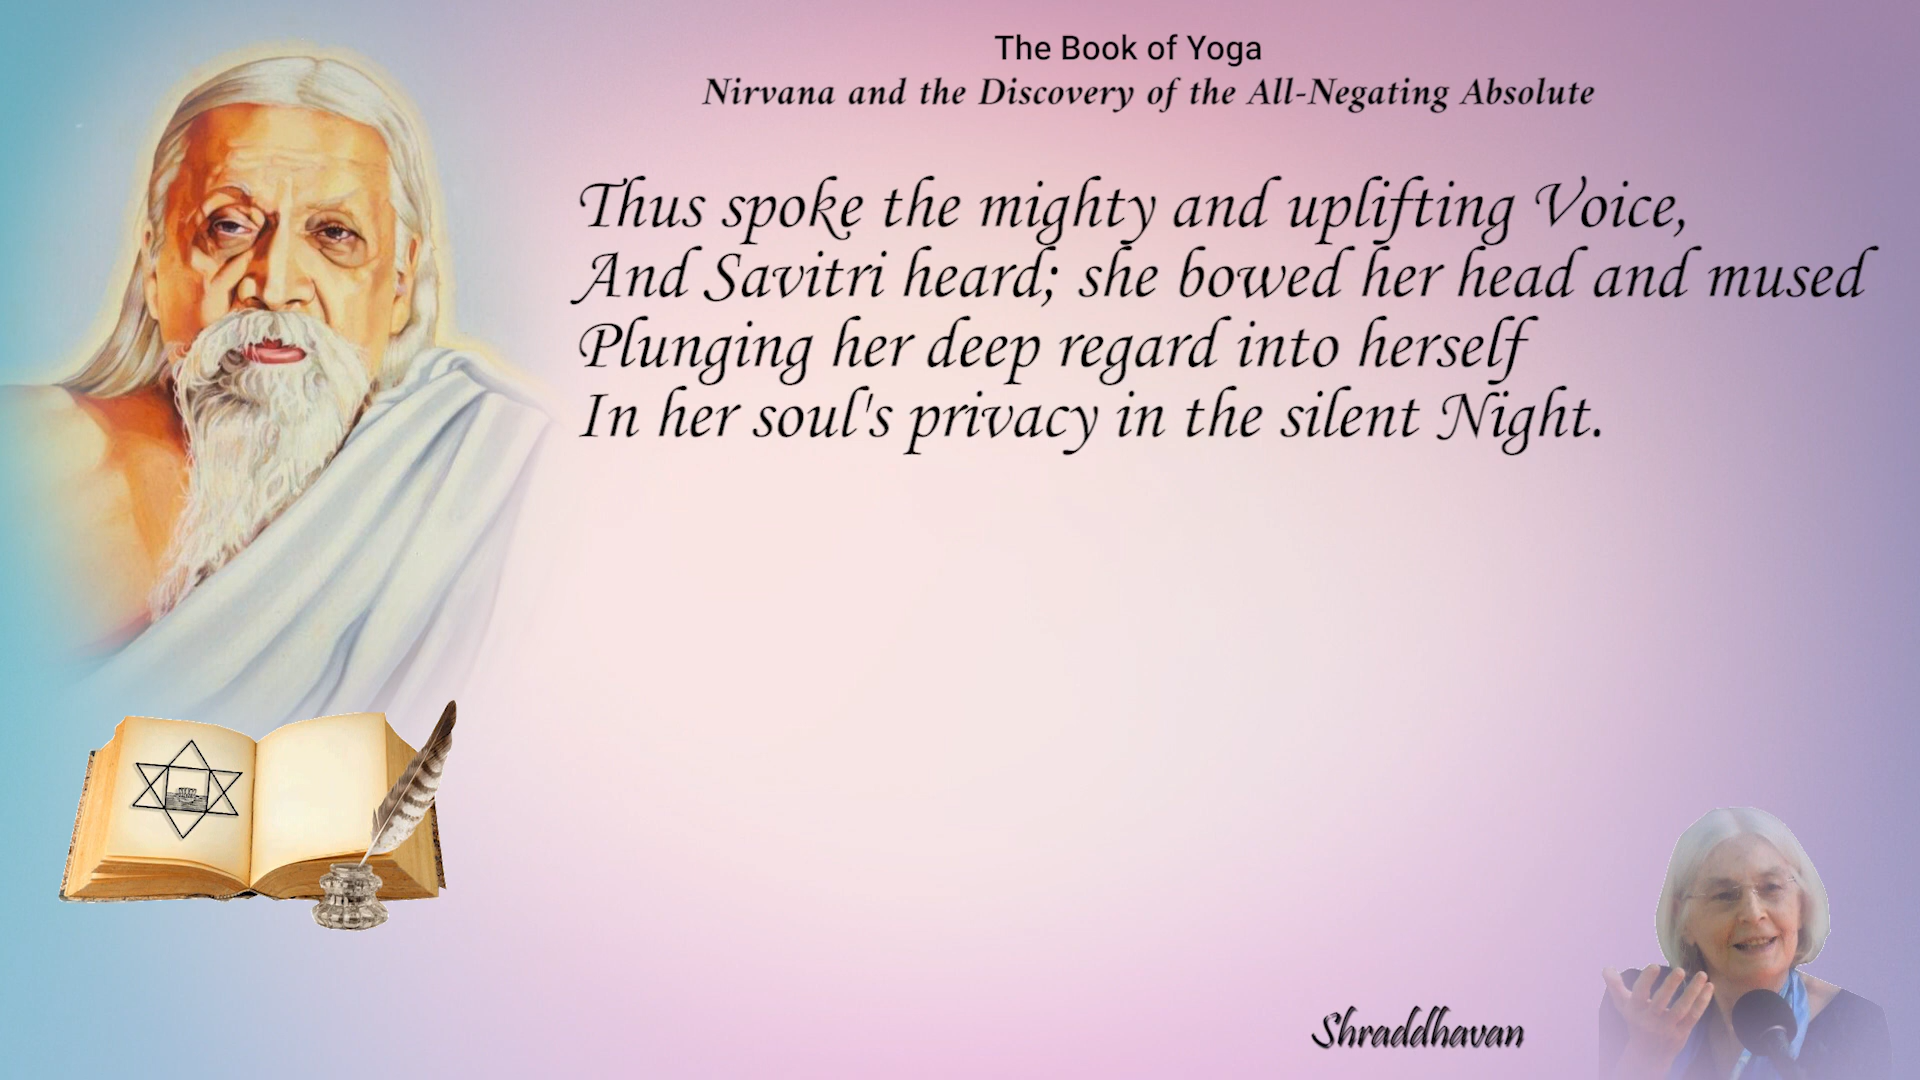 The Book of Yoga
Nirvana and the Discovery of the All-Negating Absolute
Thus spoke the mighty and uplifting Voice,
And Savitri heard; she bowed her head and mused
Plunging her deep regard into herself
In her soul's privacy in the silent Night.
Shraddhavan